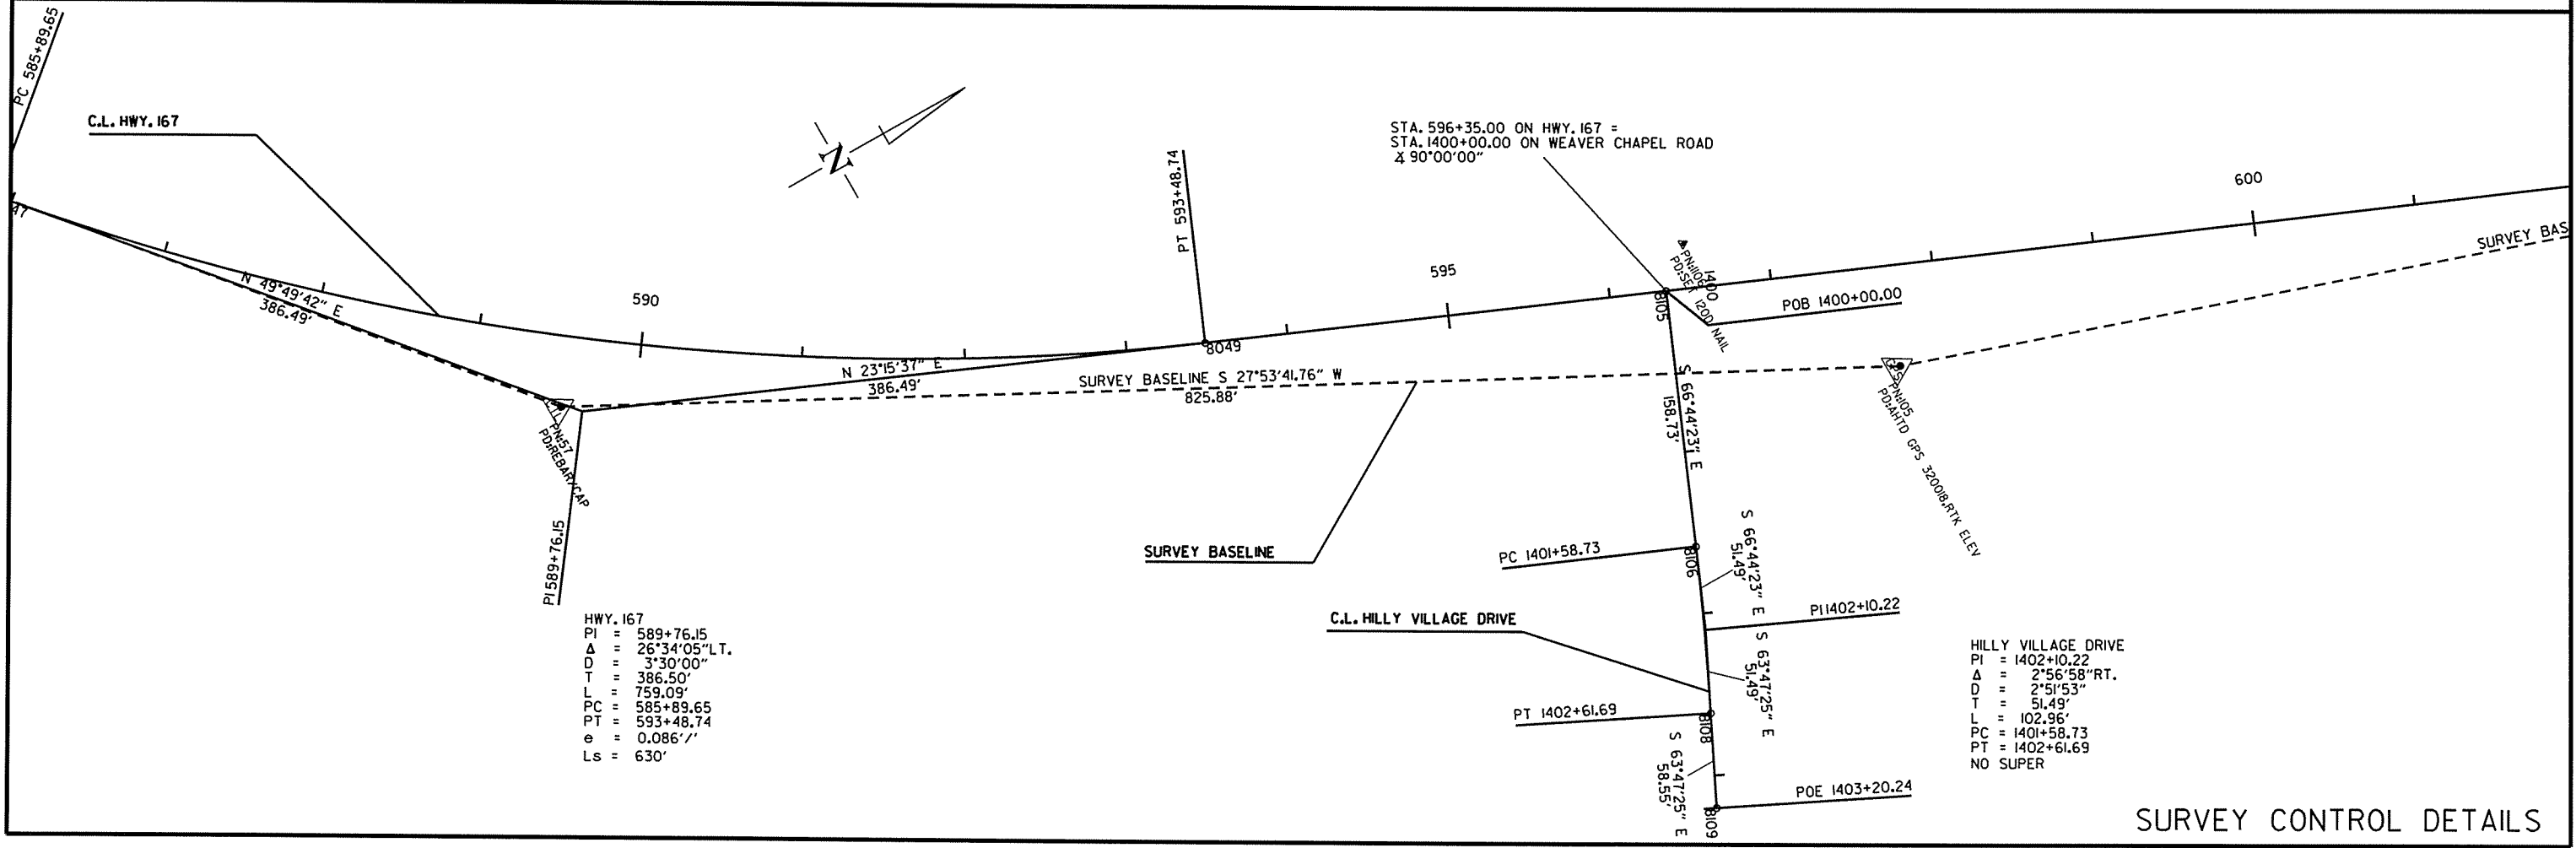 PC 585+89.65
C.L. HWY. 167
47
N 49°49'42" E
386.49'
590
PT 593+48.74
8049
N 23°15'37" E
386.49'
SURVEY BASELINE S 27°53'41.76" W
825.88'
595
STA. 596+35.00 ON HWY. 167 =
STA. 1400+00.00 ON WEAVER CHAPEL ROAD
∡ 90°00'00"
PN:1106
PD:SET 120D NAIL
1400
8105
POB 1400+00.00
600
SURVEY BAS
GPS
PN:105
PD:AHTD GPS 320018,RTK ELEV
PN:57
PD:REBAR/CAP
PI 589+76.15
N
SURVEY BASELINE
S 66°44'23" E
158.73'
PC 1401+58.73
8106
S 66°44'23" E
51.49'
PI 1402+10.22
C.L. HILLY VILLAGE DRIVE
S 63°47'25" E
51.49'
PT 1402+61.69
8108
S 63°47'25" E
58.55'
POE 1403+20.24
8109
HWY. 167
PI = 589+76.15
Δ = 26°34'05"LT.
D = 3°30'00"
T = 386.50'
L = 759.09'
PC = 585+89.65
PT = 593+48.74
e = 0.086'/'
Ls = 630'
HILLY VILLAGE DRIVE
PI = 1402+10.22
Δ = 2°56'58"RT.
D = 2°51'53"
T = 51.49'
L = 102.96'
PC = 1401+58.73
PT = 1402+61.69
NO SUPER
SURVEY CONTROL DETAILS